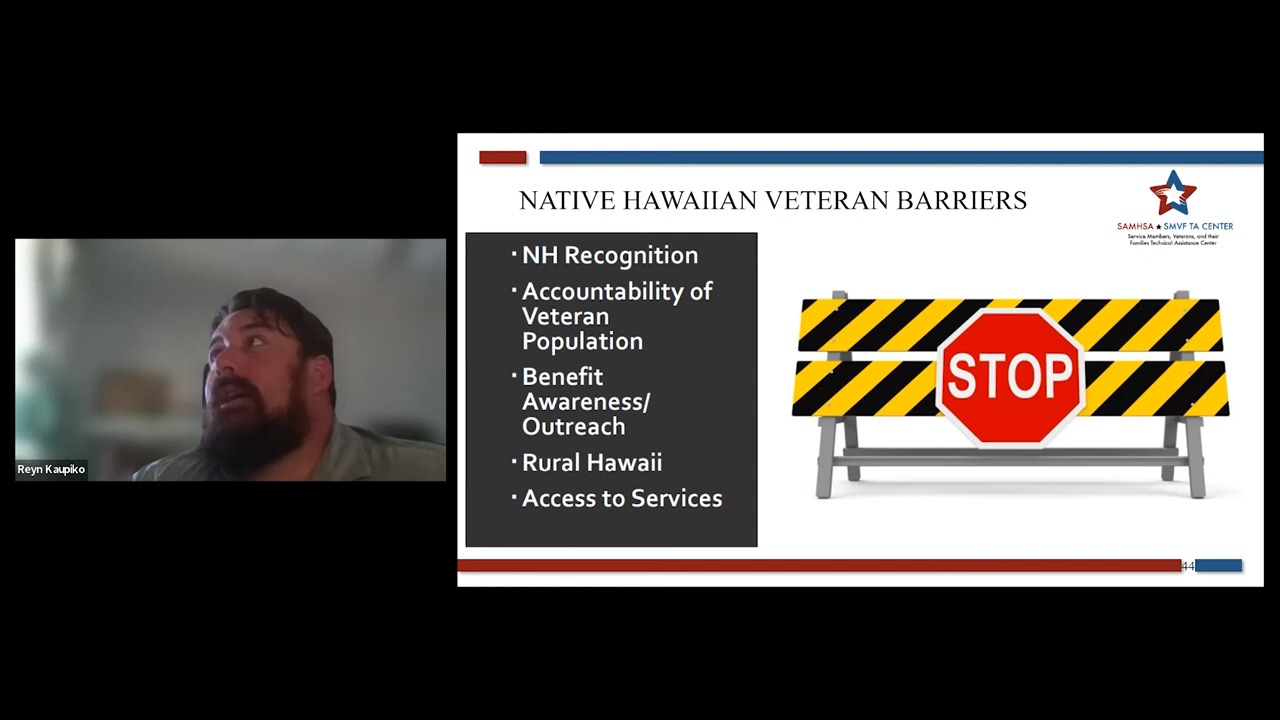 NATIVE HAWAIIAN VETERAN BARRIERS
SAMHSA ★ SMVF TA CENTER
Service Members, Veterans, and their
Families Technical Assistance Center
▪ NH Recognition
▪ Accountability of
Veteran
Population
▪ Benefit
Awareness/
Outreach
▪ Rural Hawaii
▪ Access to Services
STOP
Reyn Kaupiko
44